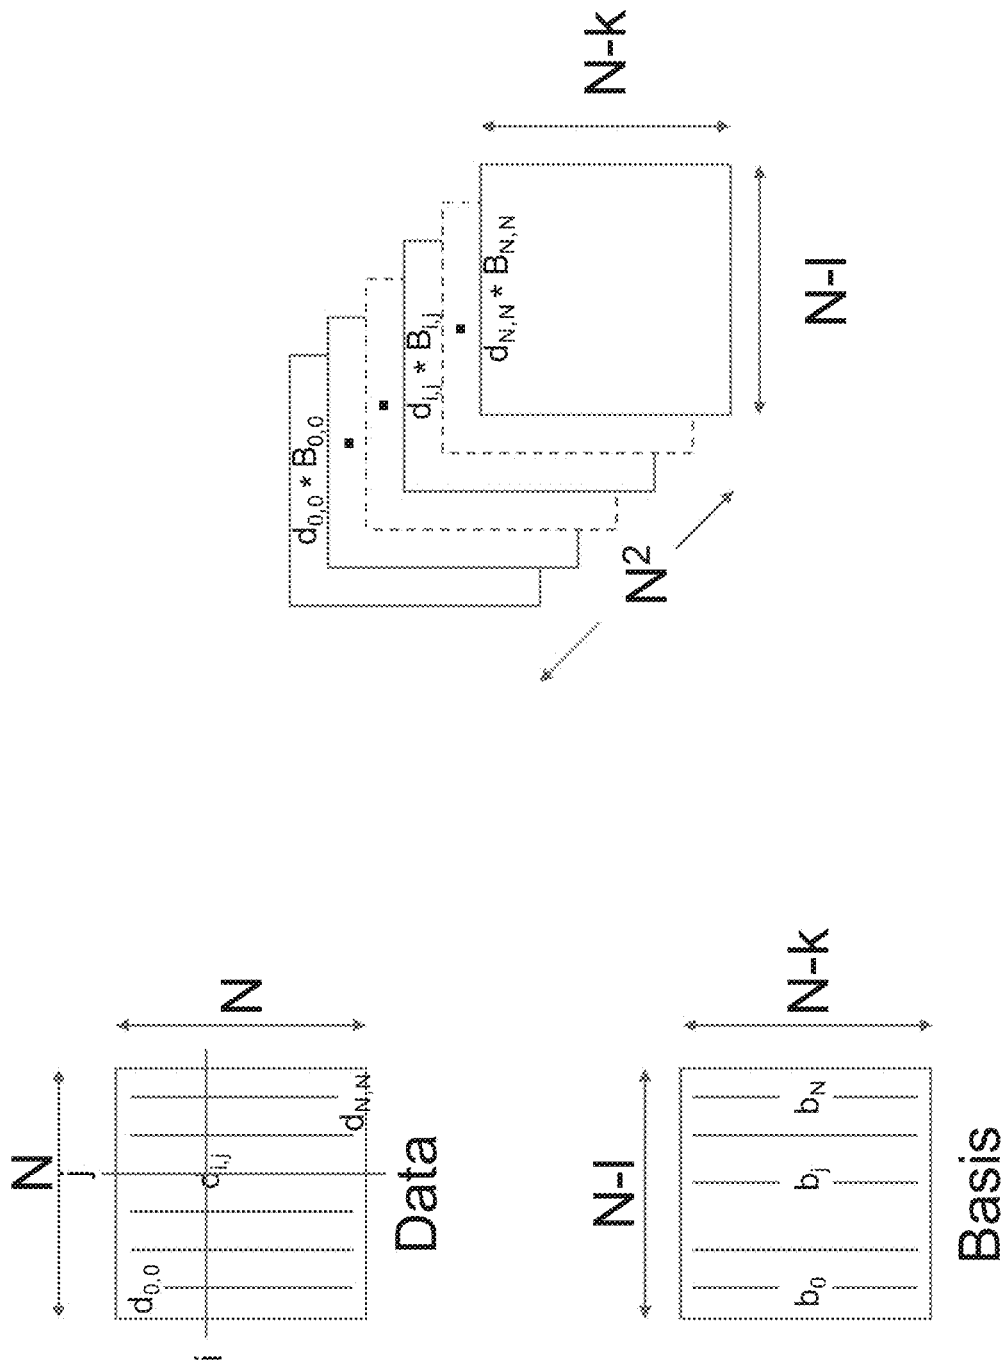 N
j
d0,0
i
di,j
N
dN,N
Data
N-l
b0 bj bN
N-k
Basis
d0,0 * B0,0
di,j * Bi,j
dN,N * BN,N
N-k
N²
N-l